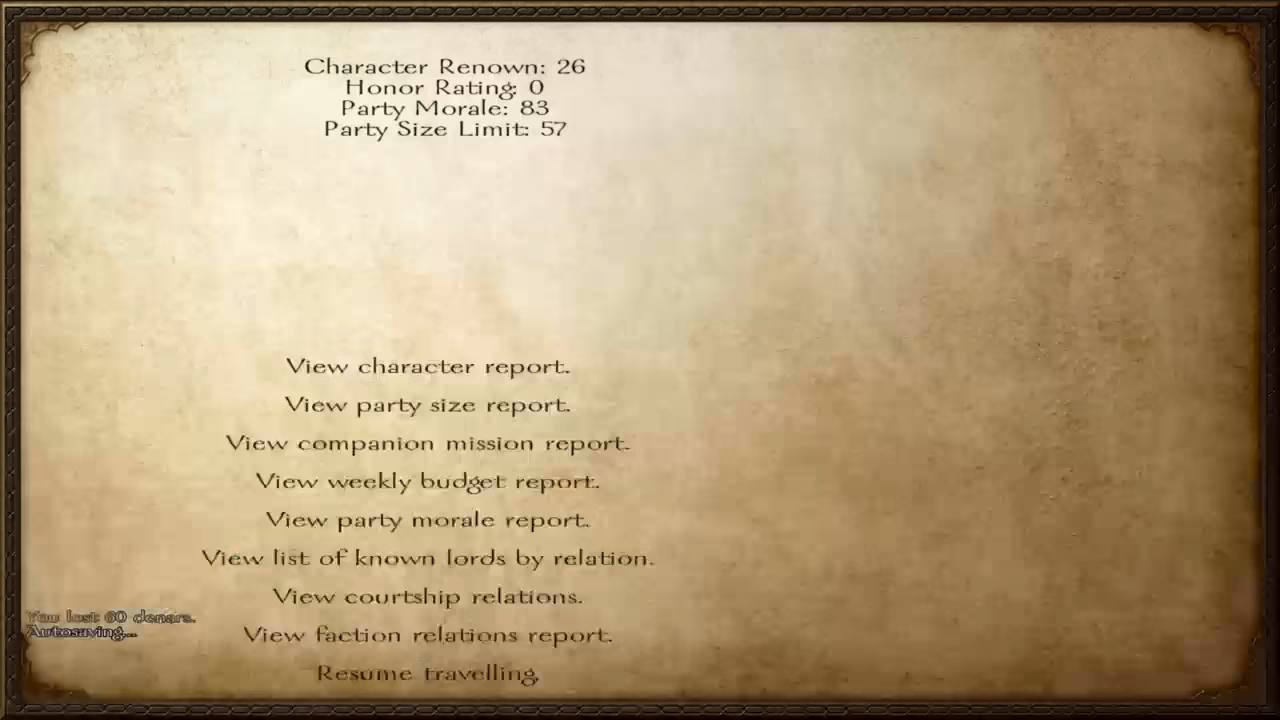 Character Renown: 26
Honor Rating: 0
Party Morale: 83
Party Size Limit: 57
View character report.
View party size report.
View companion mission report.
View weekly budget report.
View party morale report.
View list of known lords by relation.
View courtship relations.
You lost 60 denars.
Autosaving...
View faction relations report.
Resume travelling.